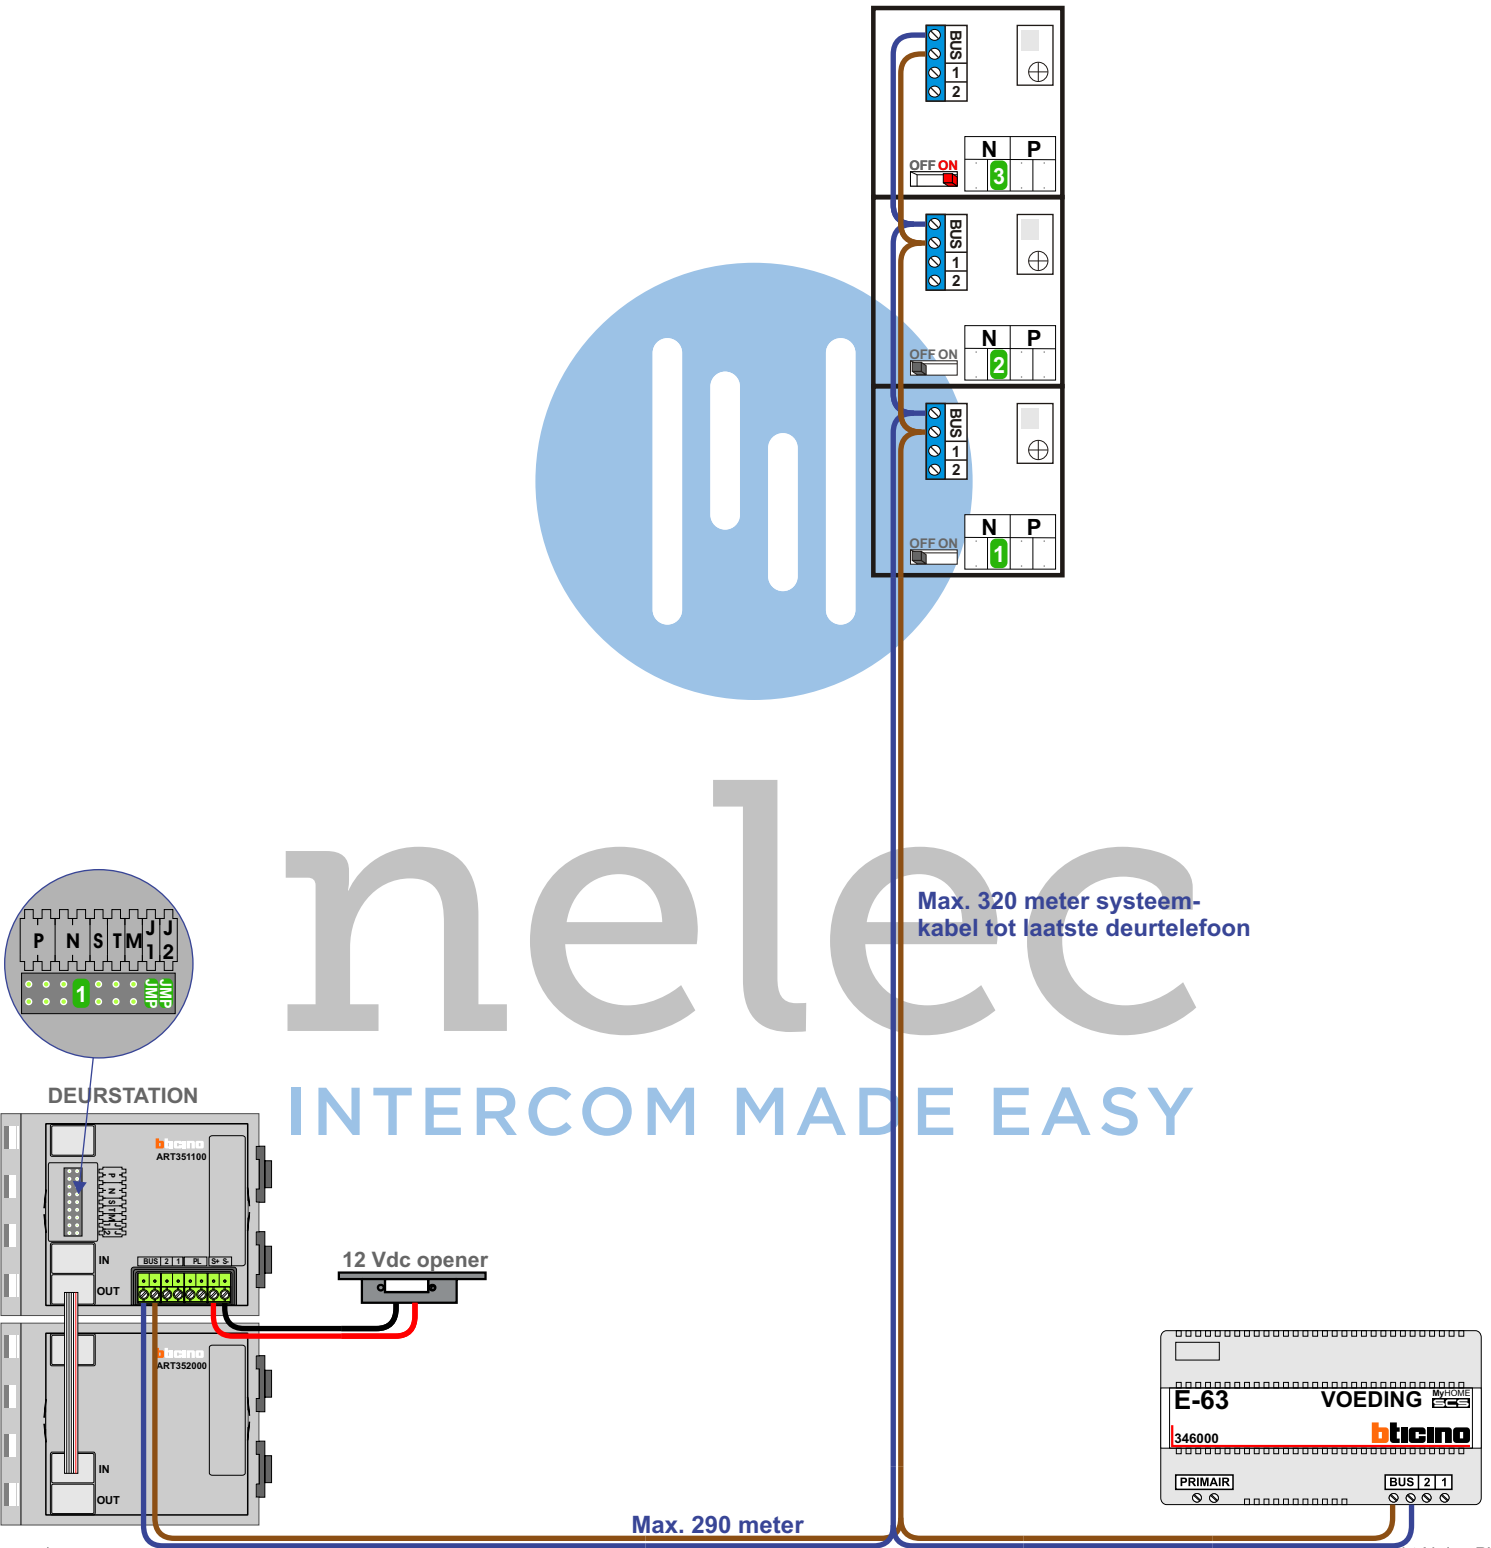 BUS
1
2
N P
OFF ON
3
BUS
1
2
N P
OFF ON
2
BUS
1
2
N P
OFF ON
1
nelec
INTERCOM MADE EASY
Max. 320 meter systeem-
kabel tot laatste deurtelefoon
P N S T M J1 J2
1 JMP JMP
DEURSTATION
bticino
ART351100
P N S T M J1 J2
IN
BUS 2 1 PL S+ S-
OUT
12 Vdc opener
bticino
ART352000
IN
OUT
E-63 VOEDING MyHOME SCS
346000 bticino
PRIMAIR BUS 2 1
Max. 290 meter